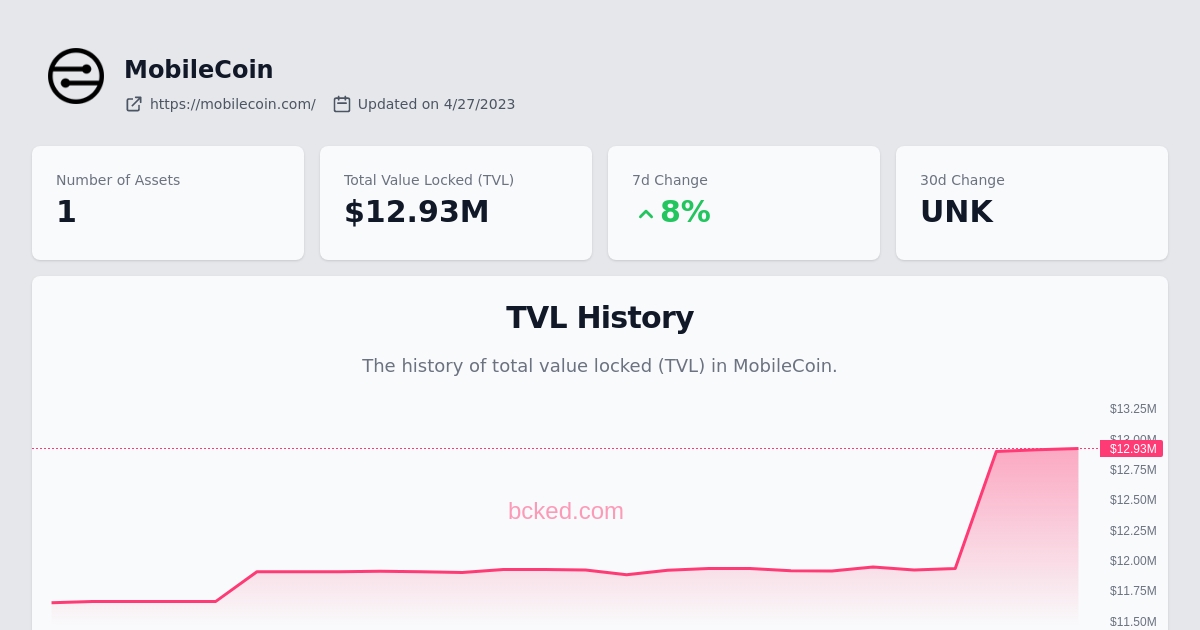 MobileCoin
https://mobilecoin.com/ Updated on 4/27/2023
Number of Assets
1
Total Value Locked (TVL)
$12.93M
7d Change
8%
30d Change
UNK
TVL History
The history of total value locked (TVL) in MobileCoin.
$13.25M
$13.00M
$12.93M
$12.75M
$12.50M
bcked.com
$12.25M
$12.00M
$11.75M
$11.50M